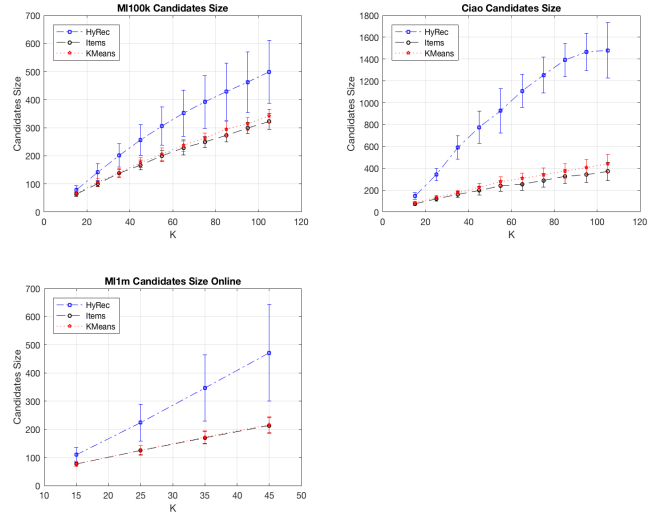 Ml100k Candidates Size
Candidates Size
700
600
500
400
300
200
100
0
HyRec
Items
KMeans
0 20 40 60 80 100 120
K
Ciao Candidates Size
Candidates Size
1800
1600
1400
1200
1000
800
600
400
200
0
HyRec
Items
KMeans
0 20 40 60 80 100 120
K
Ml1m Candidates Size Online
Candidates Size
700
600
500
400
300
200
100
0
HyRec
Items
KMeans
10 15 20 25 30 35 40 45 50
K